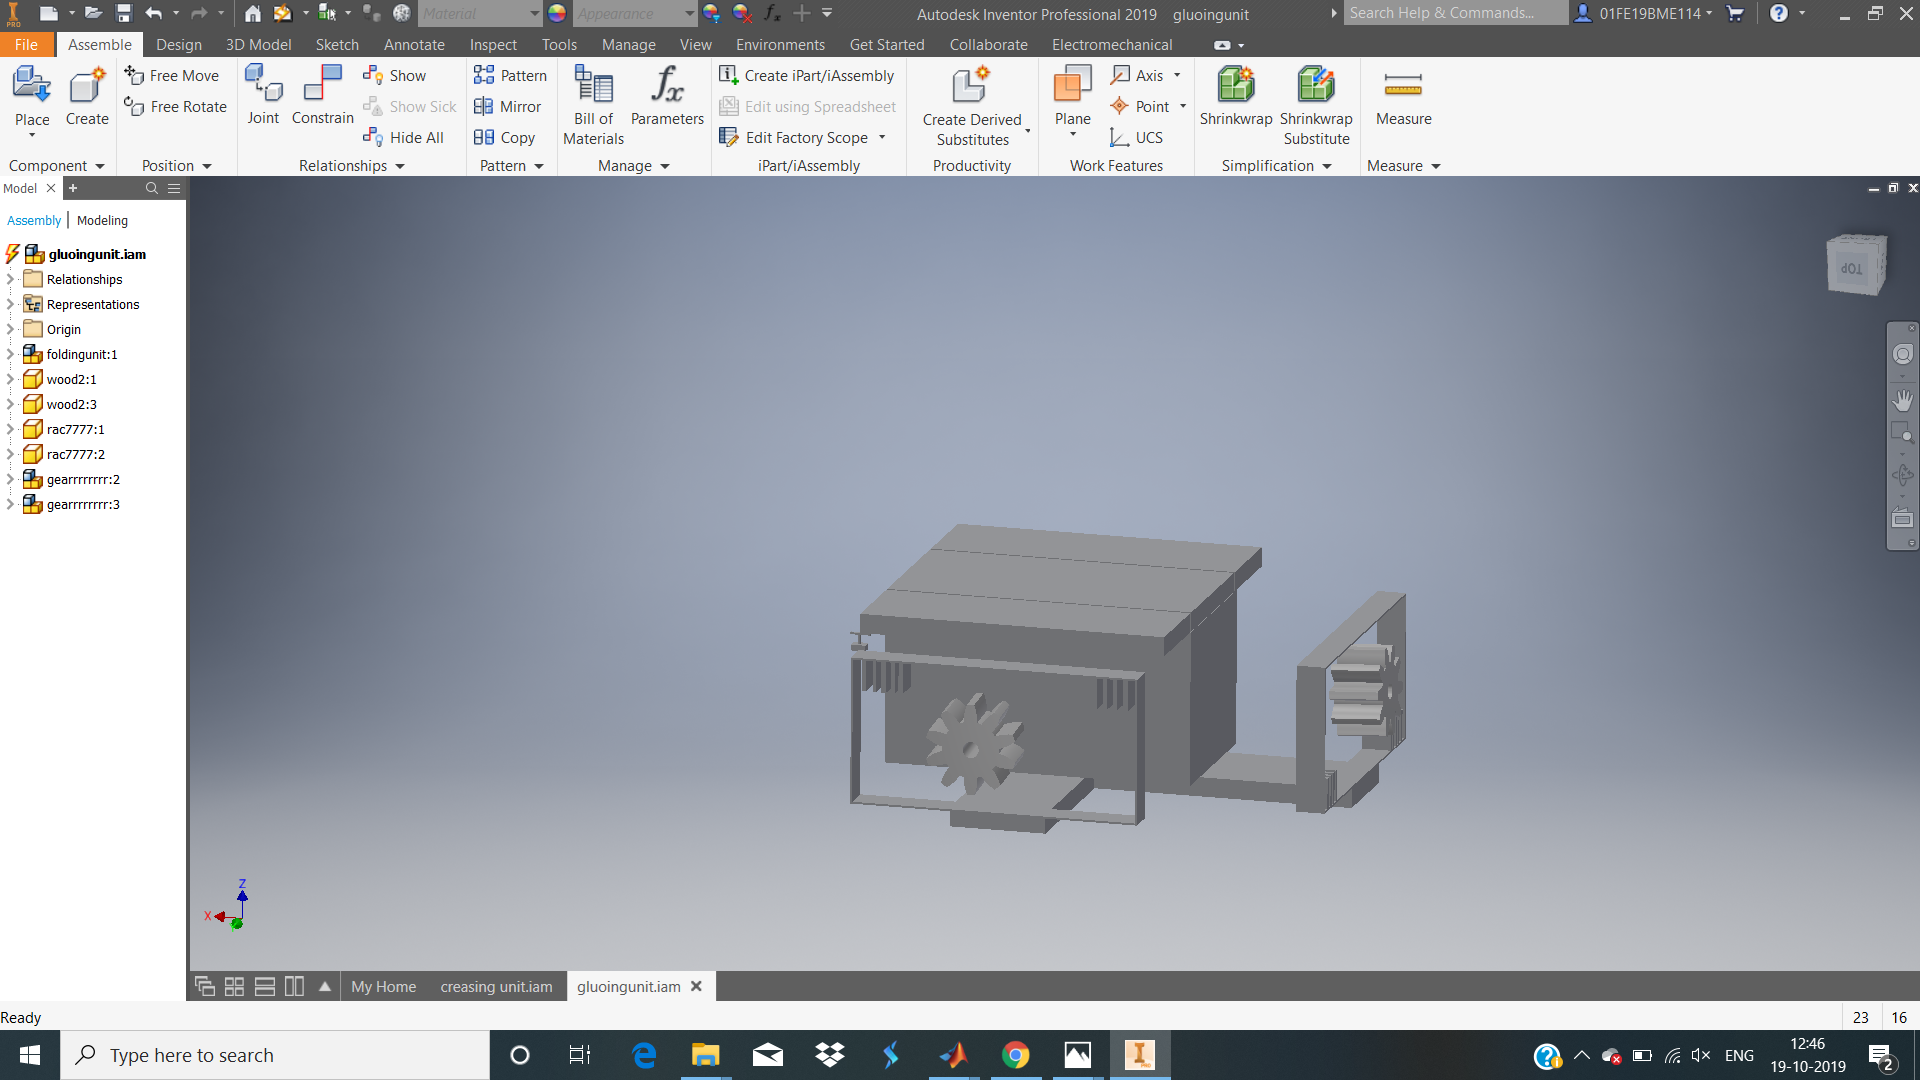 PRO
Material
Appearance
fx
Autodesk Inventor Professional 2019 gluoingunit
Search Help & Commands...
01FE19BME114
File
Assemble
Design
3D Model
Sketch
Annotate
Inspect
Tools
Manage
View
Environments
Get Started
Collaborate
Electromechanical
Place
Create
Component
Free Move
Free Rotate
Position
Joint
Constrain
Show
Show Sick
Hide All
Relationships
Pattern
Mirror
Copy
Pattern
Bill of
Materials
fx
Parameters
Manage
Create iPart/iAssembly
Edit using Spreadsheet
Edit Factory Scope
iPart/iAssembly
Create Derived
Substitutes
Productivity
Plane
Axis
Point
UCS
Work Features
Shrinkwrap
Shrinkwrap
Substitute
Simplification
Measure
Measure
Model
Assembly | Modeling
gluoingunit.iam
Relationships
Representations
Origin
foldingunit:1
wood2:1
wood2:3
rac7777:1
rac7777:2
gearrrrrrrr:2
gearrrrrrrr:3
TOP
Z
X
My Home
creasing unit.iam
gluoingunit.iam
Ready
23
16
Type here to search
ENG
12:46
19-10-2019
2